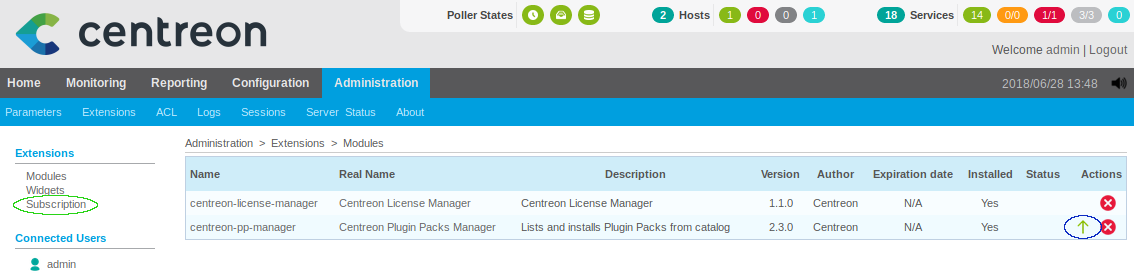 centreon
Poller States 2 Hosts 1 0 0 1 18 Services 14 0/0 1/1 3/3 0
Welcome admin | Logout
Home Monitoring Reporting Configuration Administration 2018/06/28 13:48
Parameters Extensions ACL Logs Sessions Server Status About
Administration > Extensions > Modules
Extensions
Modules
Widgets
Subscription
Connected Users
admin
Name Real Name Description Version Author Expiration date Installed Status Actions
centreon-license-manager Centreon License Manager Centreon License Manager 1.1.0 Centreon N/A Yes
centreon-pp-manager Centreon Plugin Packs Manager Lists and installs Plugin Packs from catalog 2.3.0 Centreon N/A Yes